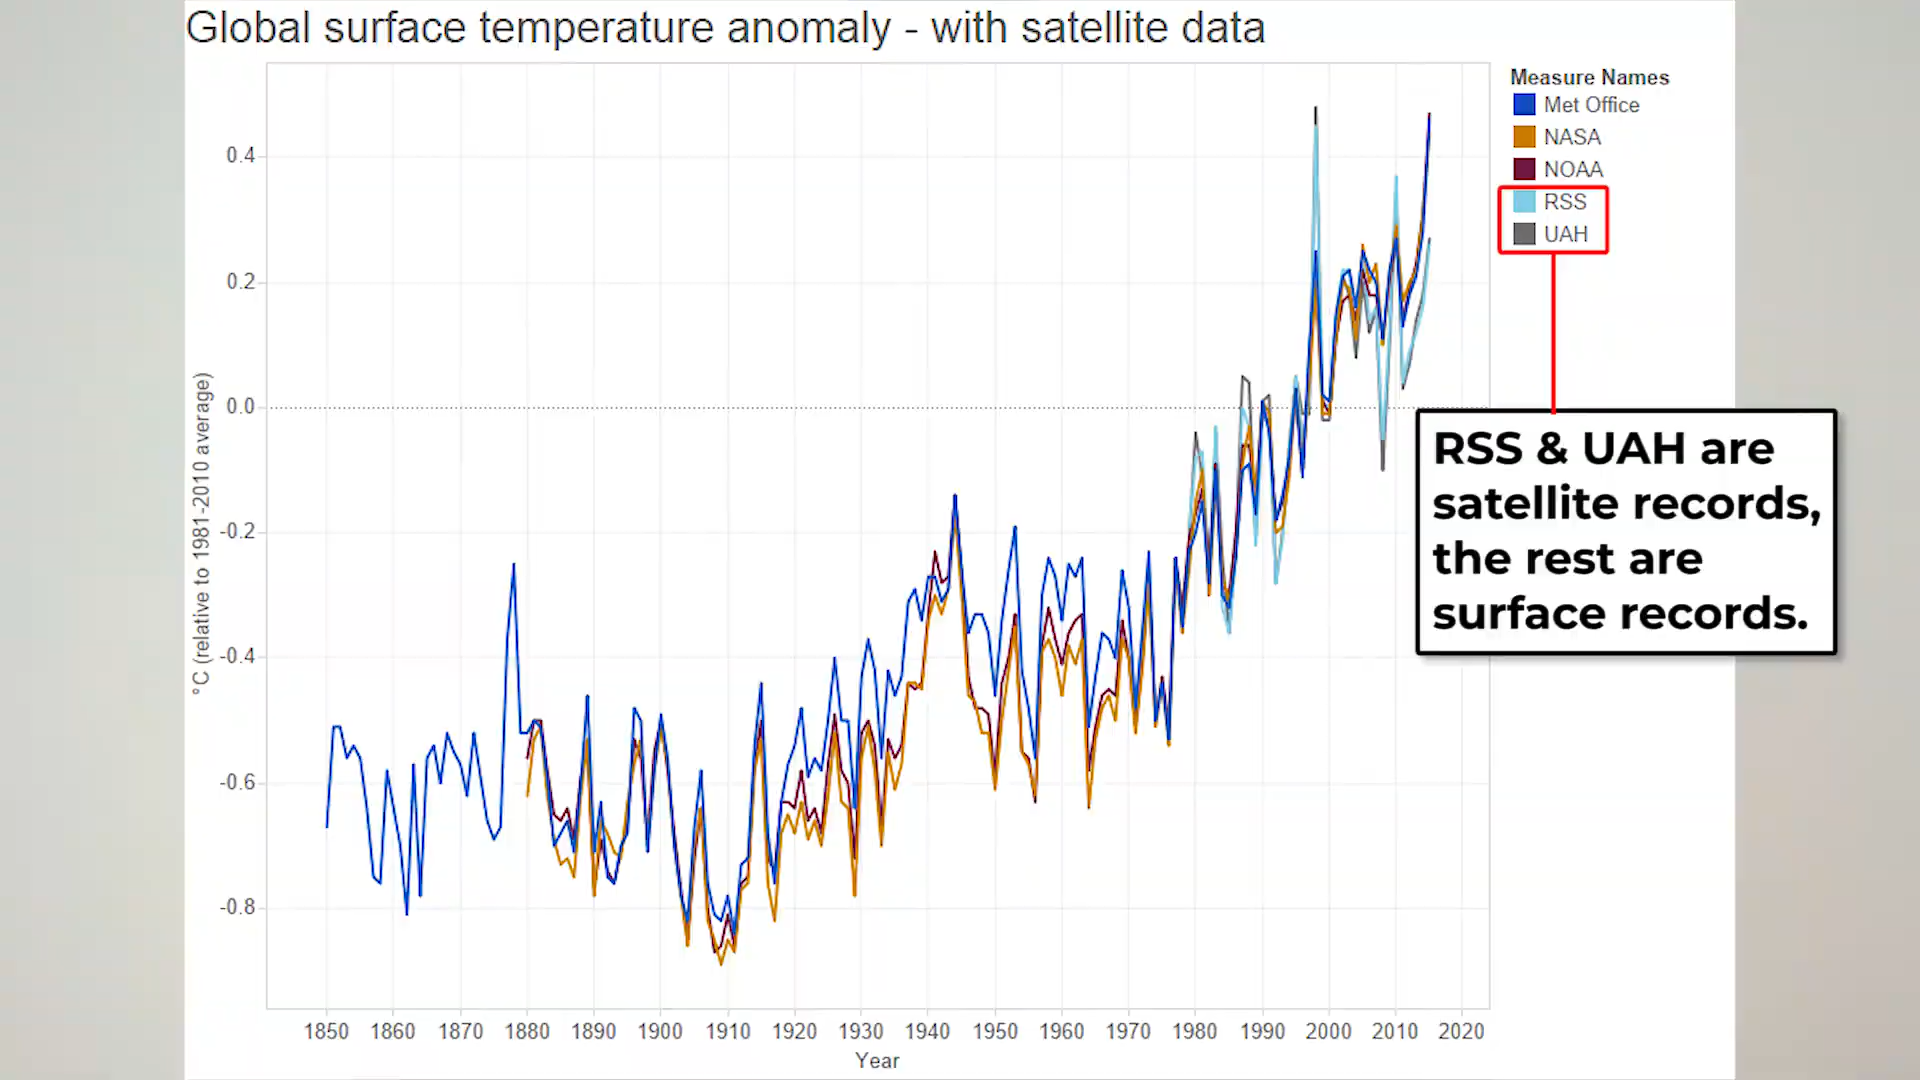 Global surface temperature anomaly - with satellite data
Measure Names
Met Office
NASA
NOAA
RSS
UAH
0.4
0.2
0.0
-0.2
-0.4
-0.6
-0.8
°C (relative to 1981-2010 average)
RSS & UAH are
satellite records,
the rest are
surface records.
1850 1860 1870 1880 1890 1900 1910 1920 1930 1940 1950 1960 1970 1980 1990 2000 2010 2020
Year